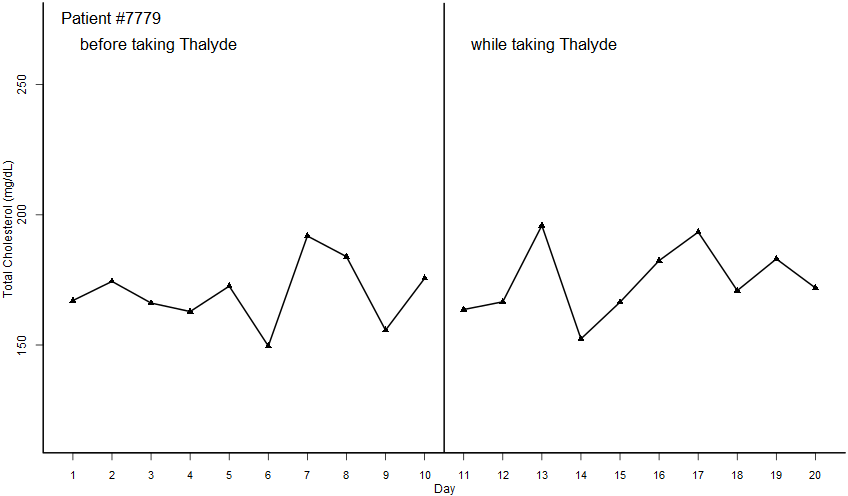 Patient #7779
before taking Thalyde
while taking Thalyde
250
200
150
Total Cholesterol (mg/dL)
1 2 3 4 5 6 7 8 9 10 11 12 13 14 15 16 17 18 19 20
Day